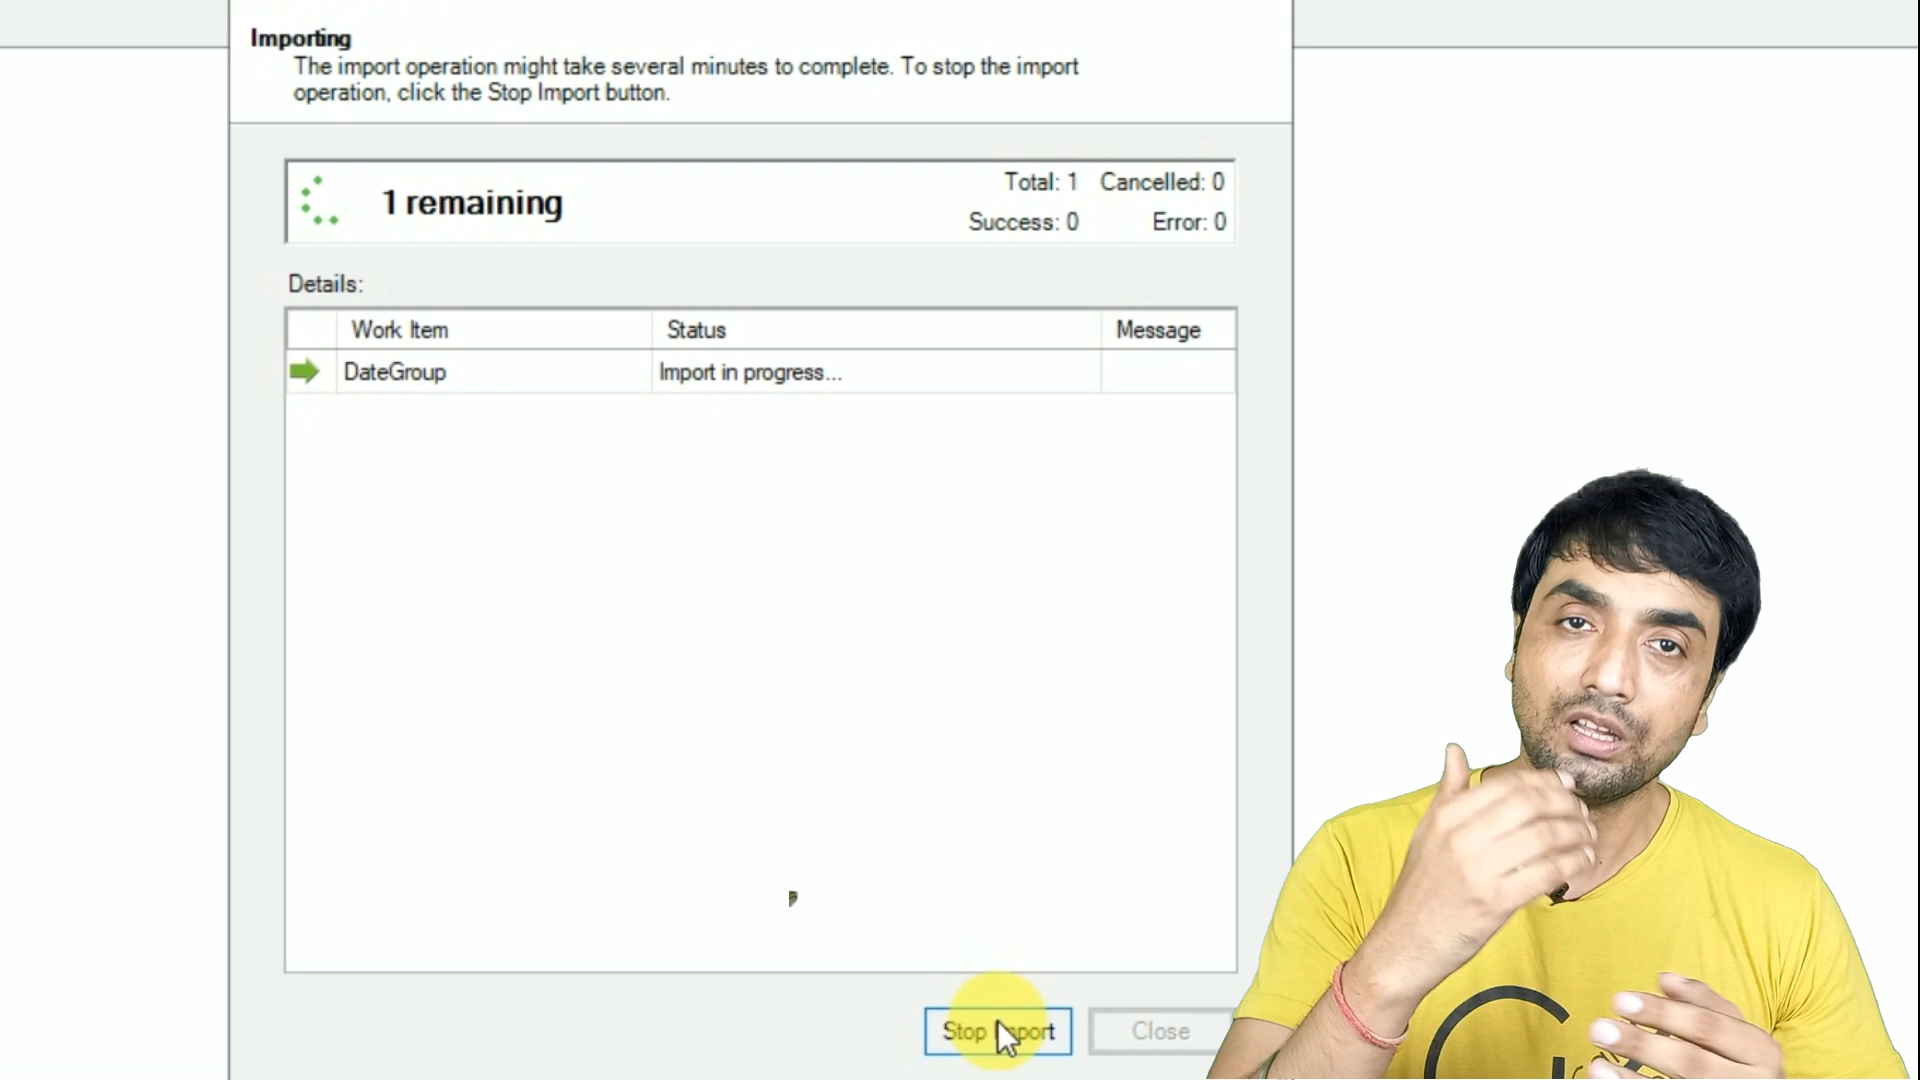 Importing
The import operation might take several minutes to complete. To stop the import
operation, click the Stop Import button.
1 remaining
Total: 1 Cancelled: 0
Success: 0 Error: 0
Details:
Work Item Status Message
DateGroup Import in progress...
Stop Import Close